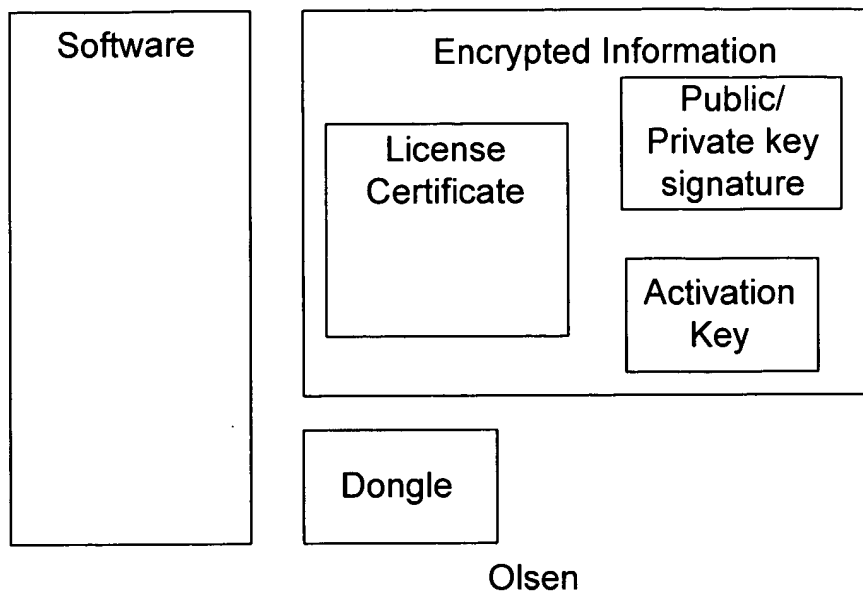 Software
Encrypted Information
License
Certificate
Public/
Private key
signature
Activation
Key
Dongle
Olsen